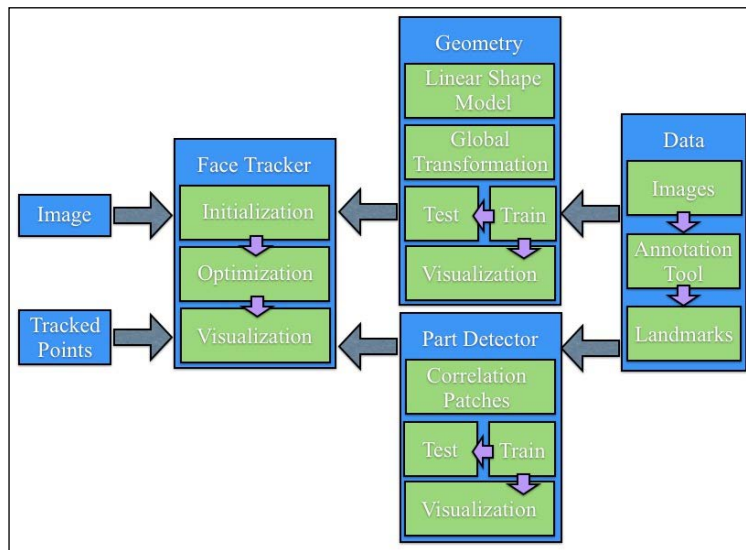 Image
Tracked
Points
Face Tracker
Initialization
Optimization
Visualization
Geometry
Linear Shape
Model
Global
Transformation
Test
Train
Visualization
Part Detector
Correlation
Patches
Test
Train
Visualization
Data
Images
Annotation
Tool
Landmarks